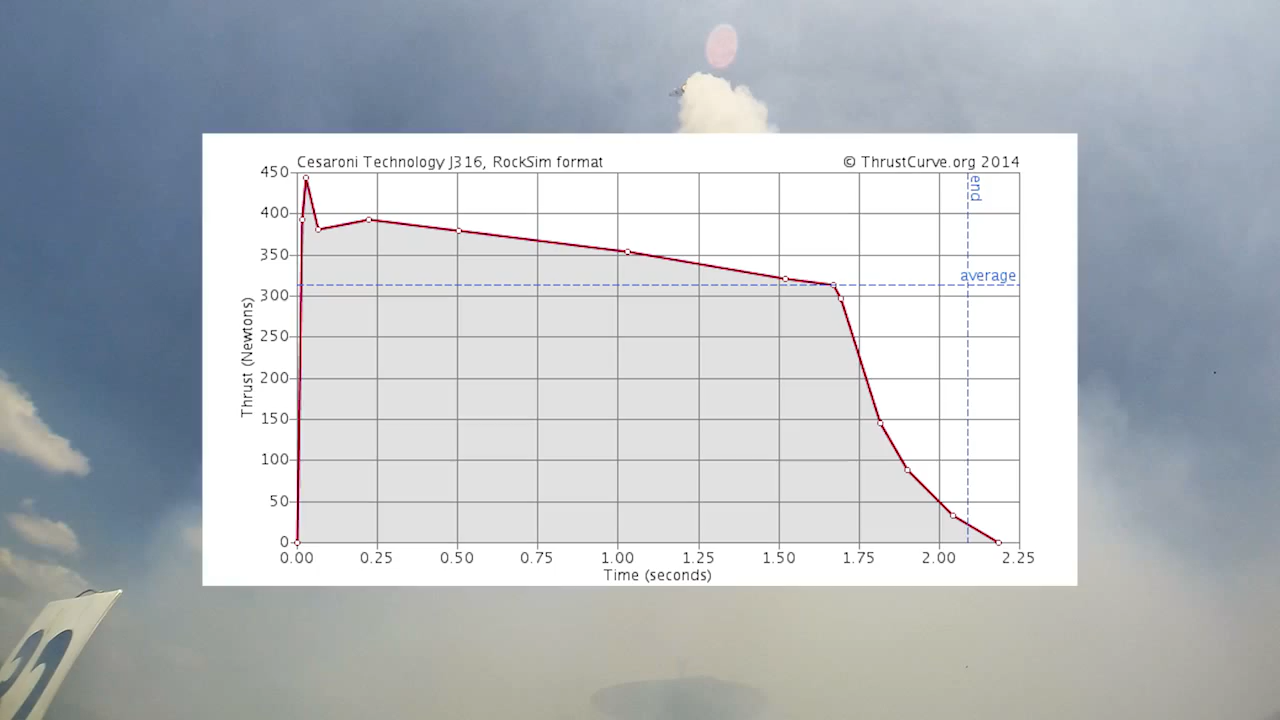 Cesaroni Technology J316, RockSim format
© ThrustCurve.org 2014
450
400
350
300
250
200
150
100
50
0
Thrust (Newtons)
end
average
0.00 0.25 0.50 0.75 1.00 1.25 1.50 1.75 2.00 2.25
Time (seconds)